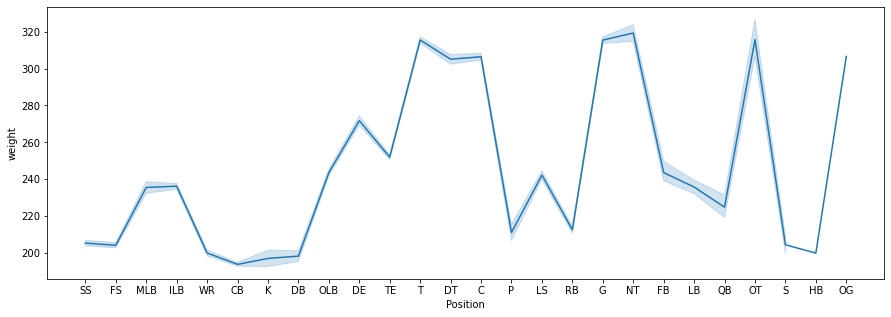 320
300
280
260
240
220
200
weight
SS FS MLB ILB WR CB K DB OLB DE TE T DT C P LS RB G NT FB LB QB OT S HB OG
Position